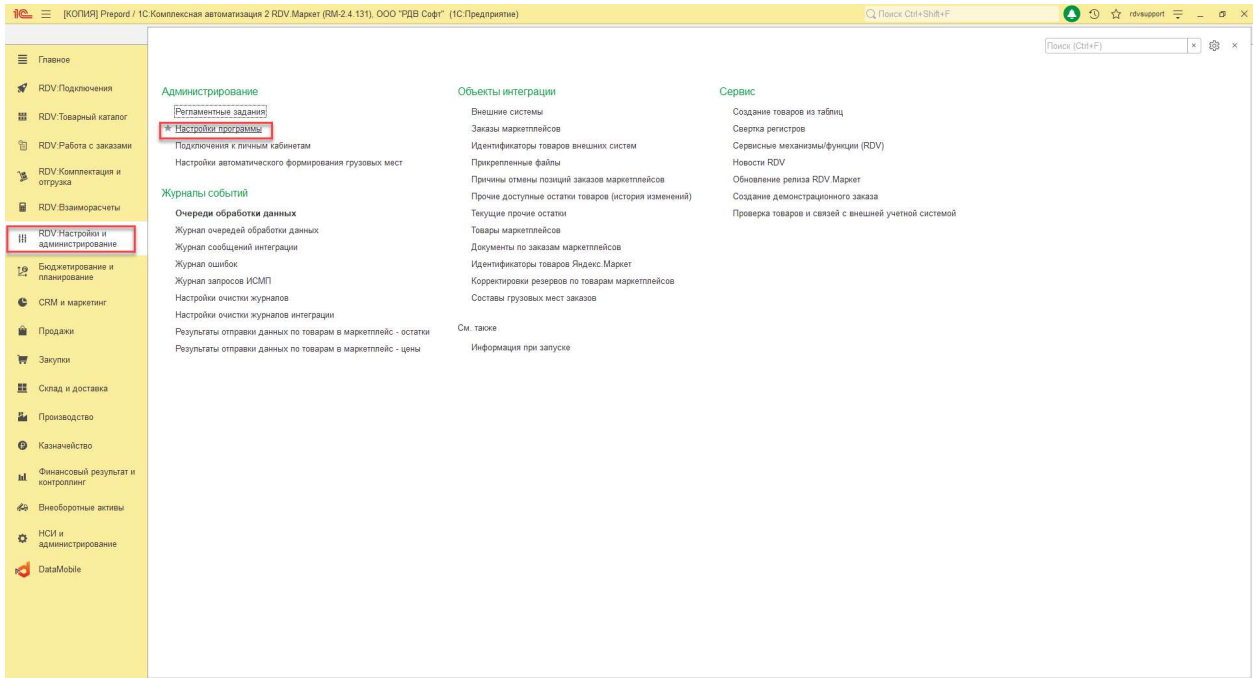 1С [КОПИЯ] Prepord / 1С:Комплексная автоматизация 2 RDV.Маркет (RM-2.4.131), ООО "РДВ Софт" (1С:Предприятие)
Поиск Ctrl+Shift+F
rdvsupport
Поиск (Ctrl+F)
Главное
RDV:Подключения
RDV:Товарный каталог
RDV:Работа с заказами
RDV:Комплектация и
отгрузка
RDV:Взаиморасчеты
RDV:Настройки и
администрирование
Бюджетирование и
планирование
CRM и маркетинг
Продажи
Закупки
Склад и доставка
Производство
Казначейство
Финансовый результат и
контроллинг
Внеоборотные активы
НСИ и
администрирование
DataMobile
Администрирование
Регламентные задания
Настройки программы
Подключения к личным кабинетам
Настройки автоматического формирования грузовых мест
Журналы событий
Очереди обработки данных
Журнал очередей обработки данных
Журнал сообщений интеграции
Журнал ошибок
Журнал запросов ИСМП
Настройки очистки журналов
Настройки очистки журналов интеграции
Результаты отправки данных по товарам в маркетплейс - остатки
Результаты отправки данных по товарам в маркетплейс - цены
Объекты интеграции
Внешние системы
Заказы маркетплейсов
Идентификаторы товаров внешних систем
Прикрепленные файлы
Причины отмены позиций заказов маркетплейсов
Прочие доступные остатки товаров (история изменений)
Текущие прочие остатки
Товары маркетплейсов
Документы по заказам маркетплейсов
Идентификаторы товаров Яндекс.Маркет
Корректировки резервов по товарам маркетплейсов
Составы грузовых мест заказов
См. также
Информация при запуске
Сервис
Создание товаров из таблиц
Свертка регистров
Сервисные механизмы/функции (RDV)
Новости RDV
Обновление релиза RDV.Маркет
Создание демонстрационного заказа
Проверка товаров и связей с внешней учетной системой